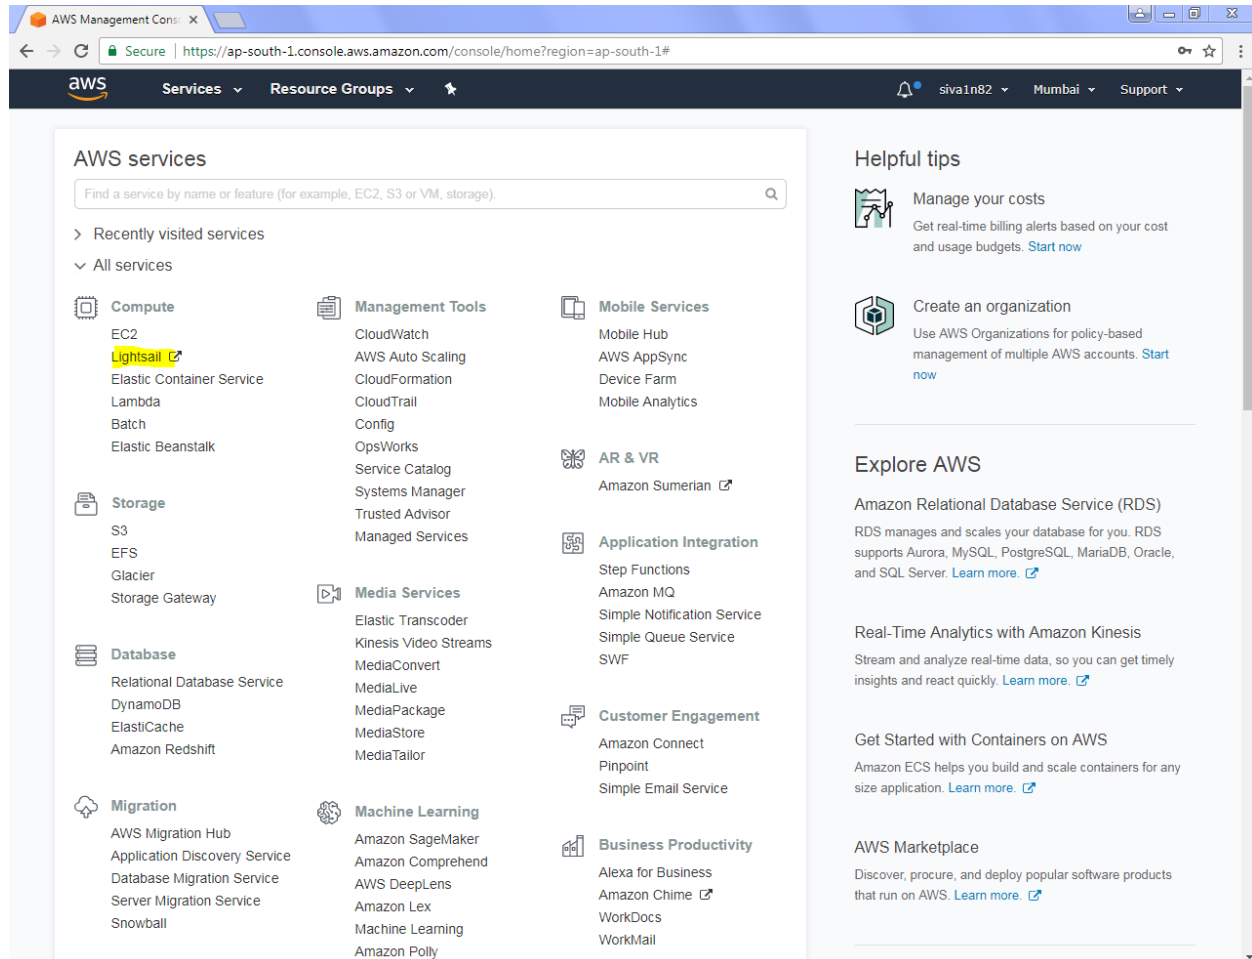 AWS Management Conso
Secure
https://ap-south-1.console.aws.amazon.com/console/home?region=ap-south-1#
aws
Services
Resource Groups
siva1n82
Mumbai
Support
AWS services
Find a service by name or feature (for example, EC2, S3 or VM, storage).
Recently visited services
All services
Compute
EC2
Lightsail
Elastic Container Service
Lambda
Batch
Elastic Beanstalk
Storage
S3
EFS
Glacier
Storage Gateway
Database
Relational Database Service
DynamoDB
ElastiCache
Amazon Redshift
Migration
AWS Migration Hub
Application Discovery Service
Database Migration Service
Server Migration Service
Snowball
Management Tools
CloudWatch
AWS Auto Scaling
CloudFormation
CloudTrail
Config
OpsWorks
Service Catalog
Systems Manager
Trusted Advisor
Managed Services
Media Services
Elastic Transcoder
Kinesis Video Streams
MediaConvert
MediaLive
MediaPackage
MediaStore
MediaTailor
Machine Learning
Amazon SageMaker
Amazon Comprehend
AWS DeepLens
Amazon Lex
Machine Learning
Amazon Polly
Mobile Services
Mobile Hub
AWS AppSync
Device Farm
Mobile Analytics
AR & VR
Amazon Sumerian
Application Integration
Step Functions
Amazon MQ
Simple Notification Service
Simple Queue Service
SWF
Customer Engagement
Amazon Connect
Pinpoint
Simple Email Service
Business Productivity
Alexa for Business
Amazon Chime
WorkDocs
WorkMail
Helpful tips
Manage your costs
Get real-time billing alerts based on your cost
and usage budgets. Start now
Create an organization
Use AWS Organizations for policy-based
management of multiple AWS accounts. Start
now
Explore AWS
Amazon Relational Database Service (RDS)
RDS manages and scales your database for you. RDS
supports Aurora, MySQL, PostgreSQL, MariaDB, Oracle,
and SQL Server. Learn more.
Real-Time Analytics with Amazon Kinesis
Stream and analyze real-time data, so you can get timely
insights and react quickly. Learn more.
Get Started with Containers on AWS
Amazon ECS helps you build and scale containers for any
size application. Learn more.
AWS Marketplace
Discover, procure, and deploy popular software products
that run on AWS. Learn more.